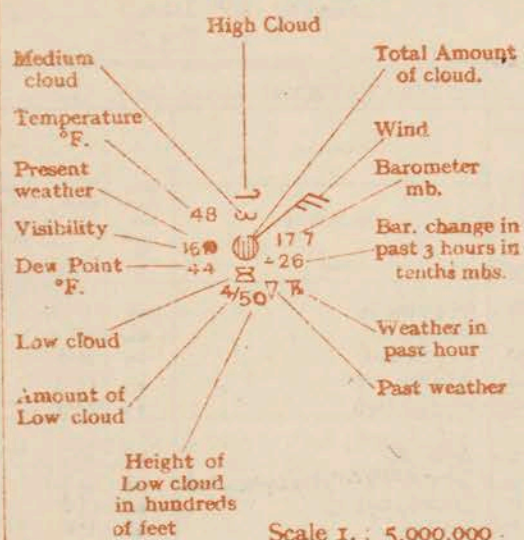 High Cloud
Medium
cloud
Total Amount
of cloud.
Temperature
°F.
Wind
Present
weather
Barometer
mb.
Visibility
Bar. change in
past 3 hours in
tenths mbs.
Dew Point
°F.
48
16
177
44
-26
4/50
Low cloud
Weather in
past hour
Amount of
Low cloud
Past weather
Height of
Low cloud
in hundreds
of feet
Scale 1. : 5,000,000